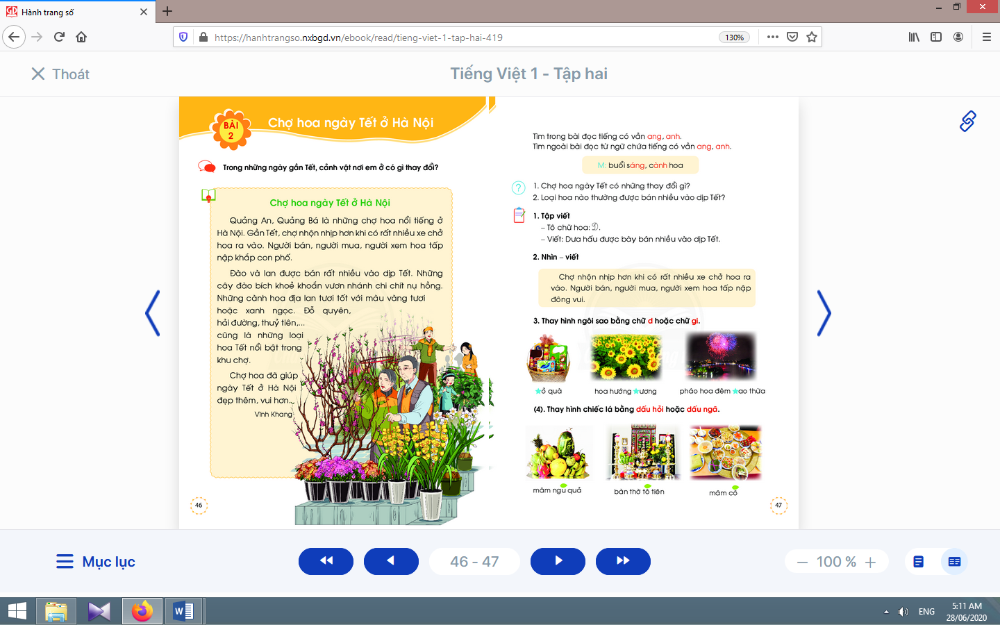 Hành trang số
https://hanhtrangso.nxbgd.vn/ebook/read/tieng-viet-1-tap-hai-419
130%
Thoát
Tiếng Việt 1 - Tập hai
BÀI
2
Chợ hoa ngày Tết ở Hà Nội
Trong những ngày gần Tết, cảnh vật nơi em ở có gì thay đổi?
Chợ hoa ngày Tết ở Hà Nội
Quảng An, Quảng Bá là những chợ hoa nổi tiếng ở
Hà Nội. Gần Tết, chợ nhộn nhịp hơn khi có rất nhiều xe chở
hoa ra vào. Người bán, người mua, người xem hoa tấp
nập khắp con phố.
Đào và lan được bán rất nhiều vào dịp Tết. Những
cây đào bích khoẻ khoắn vươn nhánh chi chít nụ hồng.
Những cành hoa địa lan tươi tốt với màu vàng tươi
hoặc xanh ngọc. Đỗ quyên,
hải đường, thuỷ tiên,...
cũng là những loại
hoa Tết nổi bật trong
khu chợ.
Chợ hoa đã giúp
ngày Tết ở Hà Nội
đẹp thêm, vui hơn...
Vĩnh Khang
46
Tìm trong bài đọc tiếng có vần ang, anh.
Tìm ngoài bài đọc từ ngữ chứa tiếng có vần ang, anh.
M: buổi sáng, cành hoa
?
1. Chợ hoa ngày Tết có những thay đổi gì?
2. Loại hoa nào thường được bán nhiều vào dịp Tết?
1. Tập viết
– Tô chữ hoa: D.
– Viết: Dưa hấu được bày bán nhiều vào dịp Tết.
2. Nhìn – viết
Chợ nhộn nhịp hơn khi có rất nhiều xe chở hoa ra
vào. Người bán, người mua, người xem hoa tấp nập
đông vui.
3. Thay hình ngôi sao bằng chữ d hoặc chữ gi.
★ỏ quà
hoa hướng ★ương
pháo hoa đêm ★ao thừa
(4). Thay hình chiếc lá bằng dấu hỏi hoặc dấu ngã.
mâm ngu quả
bàn thờ tô tiên
mâm cô
47
Mục lục
46 - 47
100 %
ENG
5:11 AM
28/06/2020